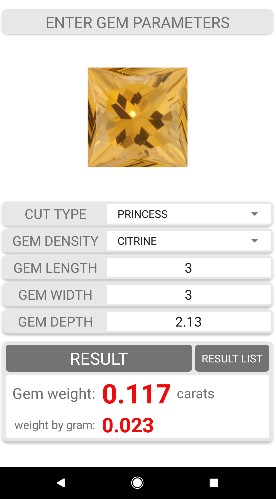 ENTER GEM PARAMETERS
CUT TYPE PRINCESS
GEM DENSITY CITRINE
GEM LENGTH 3
GEM WIDTH 3
GEM DEPTH 2.13
RESULT RESULT LIST
Gem weight: 0.117 carats
weight by gram: 0.023